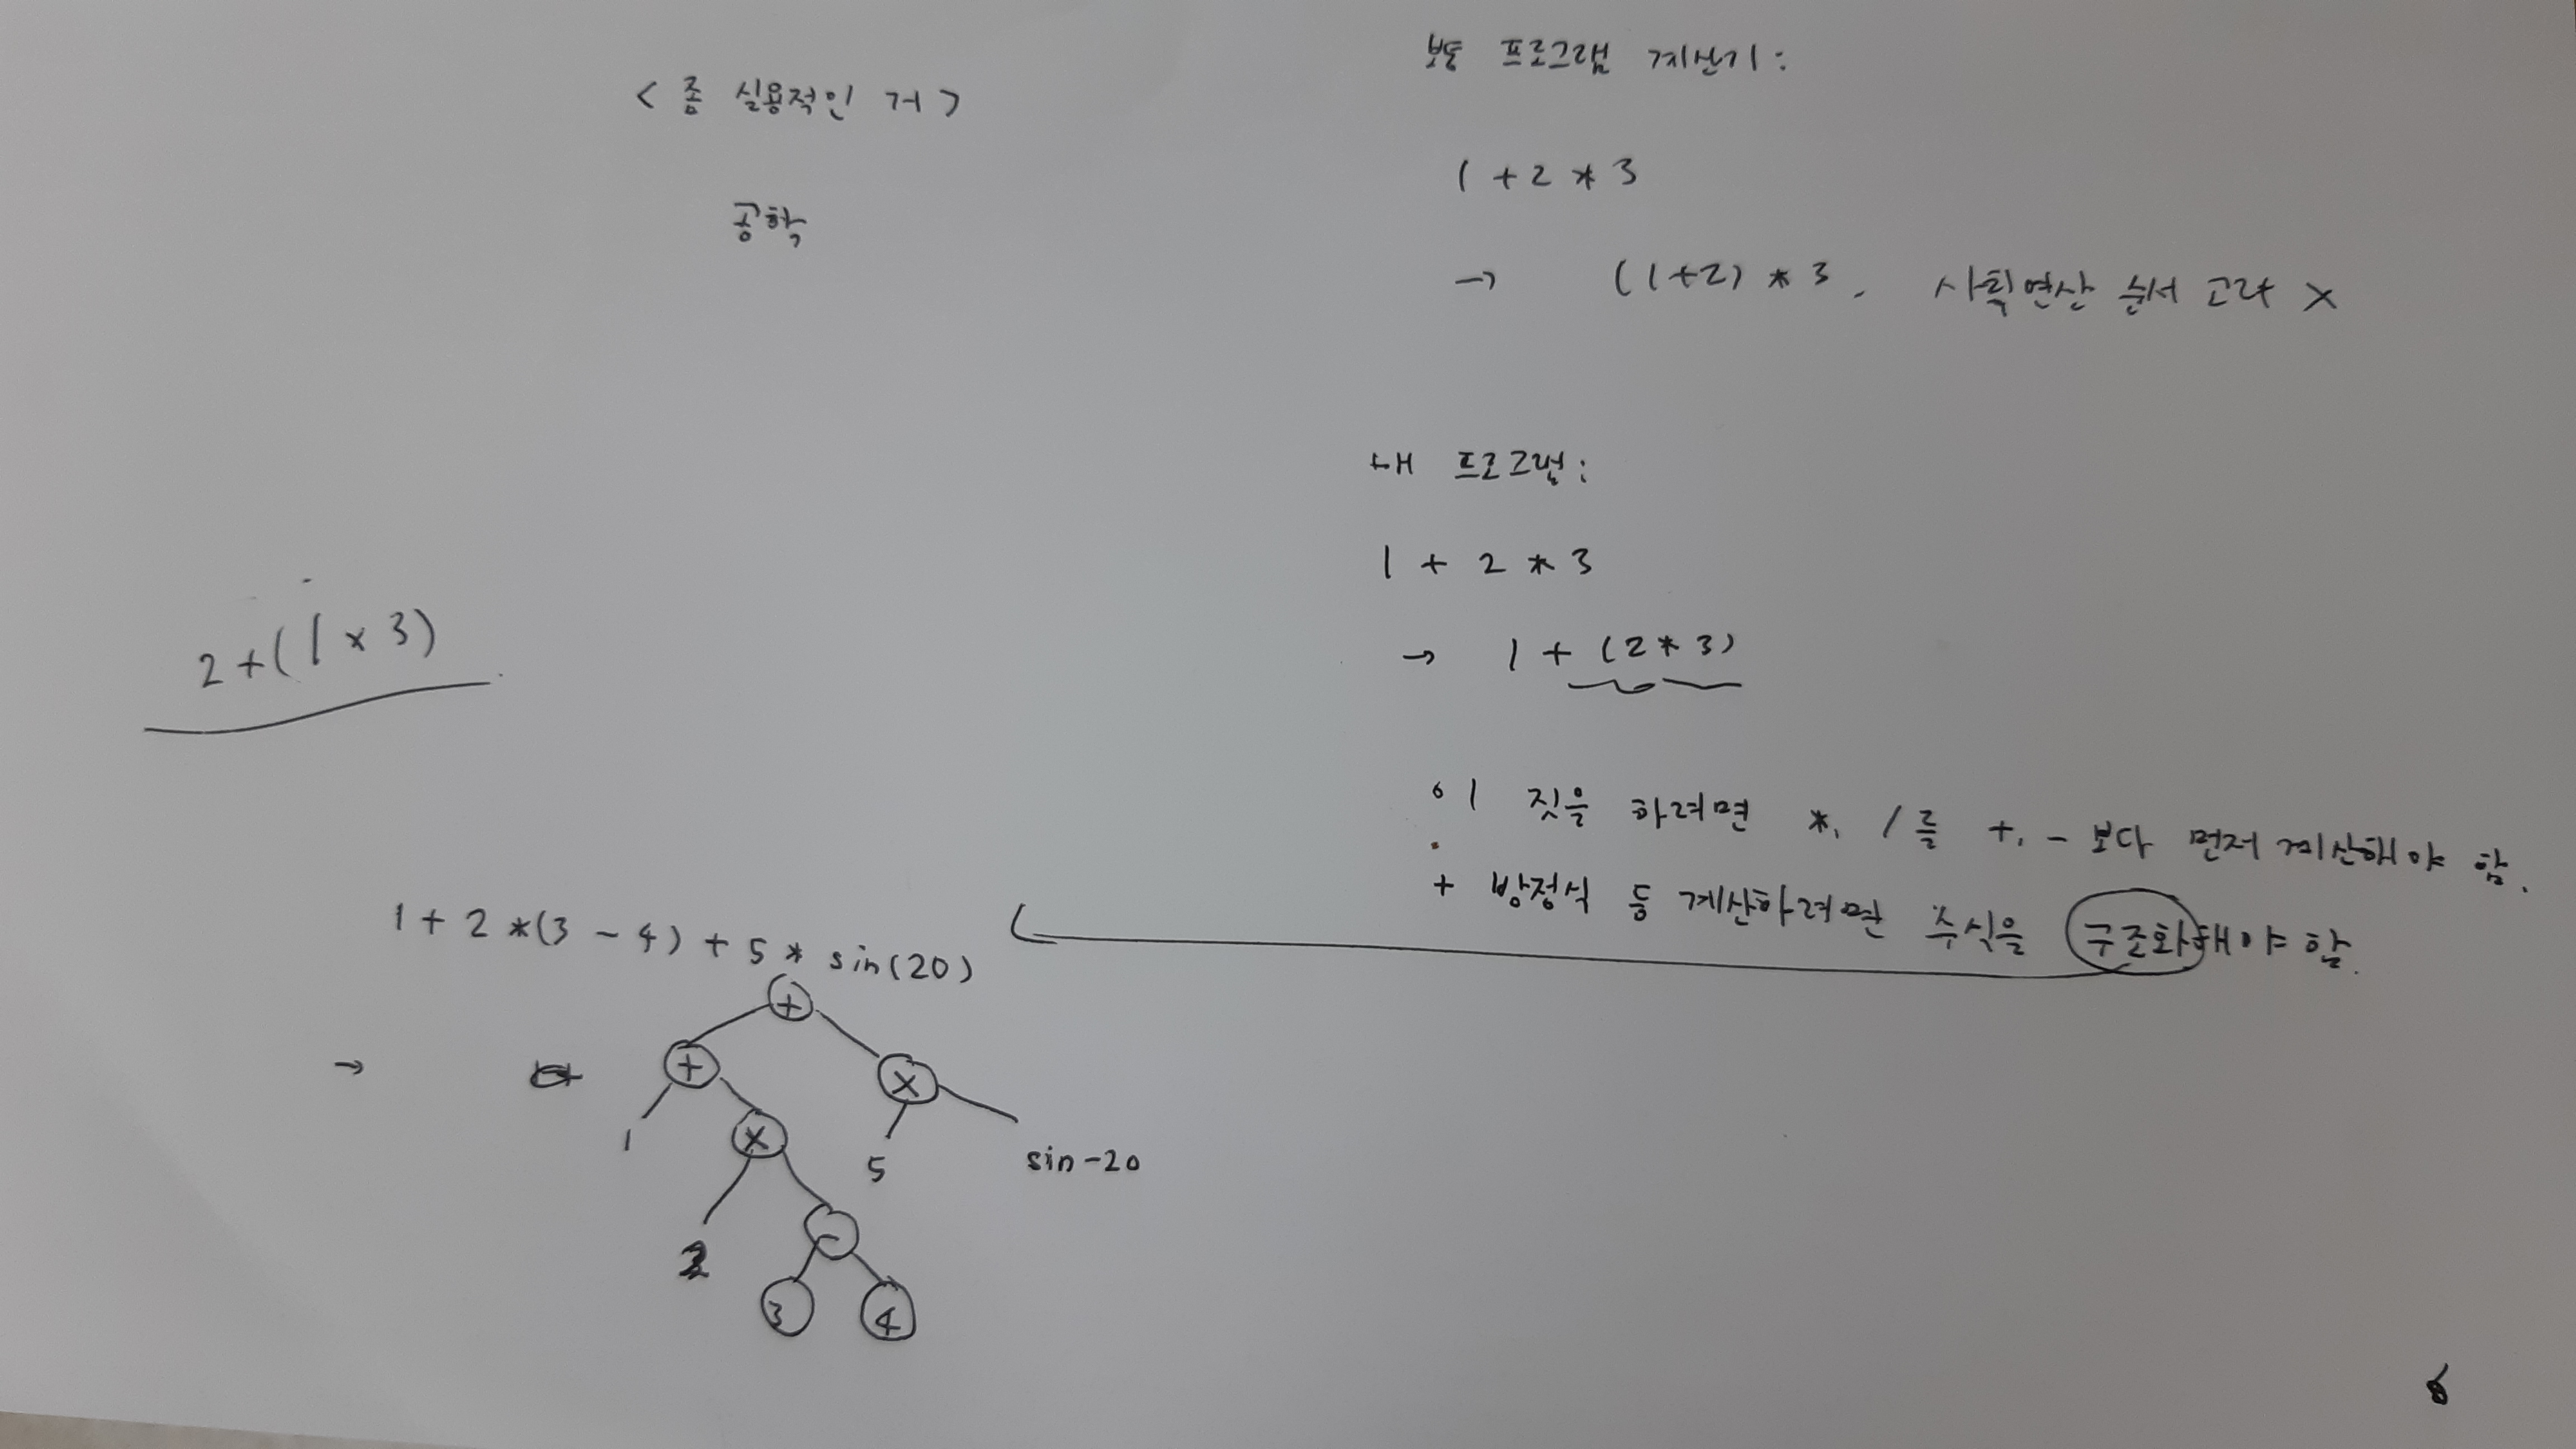 <좀 실용적인 거>
공학
보통 프로그램 계산기:
1+2*3
→ (1+2)*3, 사칙연산 순서 고려 X
내 프로그램:
1 + 2 * 3
→ 1 + (2*3)
이 짓을 하려면 *, /를 +, - 보다 먼저 계산해야 함.
+ 방정식 등 계산하려면 수식을 구조화해야 함.
2+(1×3)
1 + 2 *(3 - 4) + 5 * sin(20)
→
+
+
×
1
×
2
-
5
sin-20
3
4